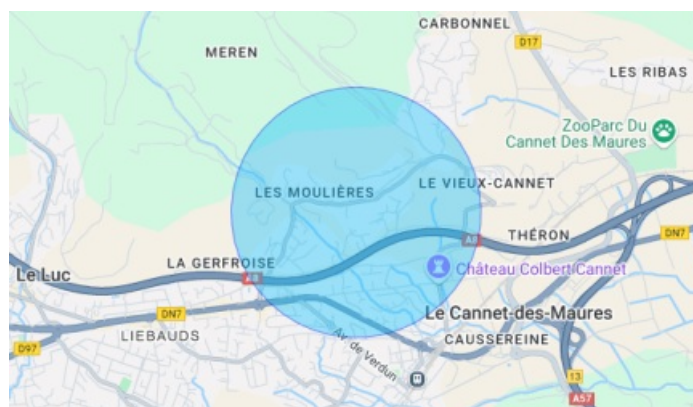 CARBONNEL
D17
MEREN
LES RIBAS
ZooParc Du
Cannet Des Maures
LES MOULIÈRES
LE VIEUX-CANNET
THÉRON
DN7
A8
LA GERFROISE
A8
Le Luc
Château Colbert Cannet
DN7
Le Cannet-des-Maures
LIEBAUDS
CAUSSEREINE
D97
Av. de Verdun
13
A57